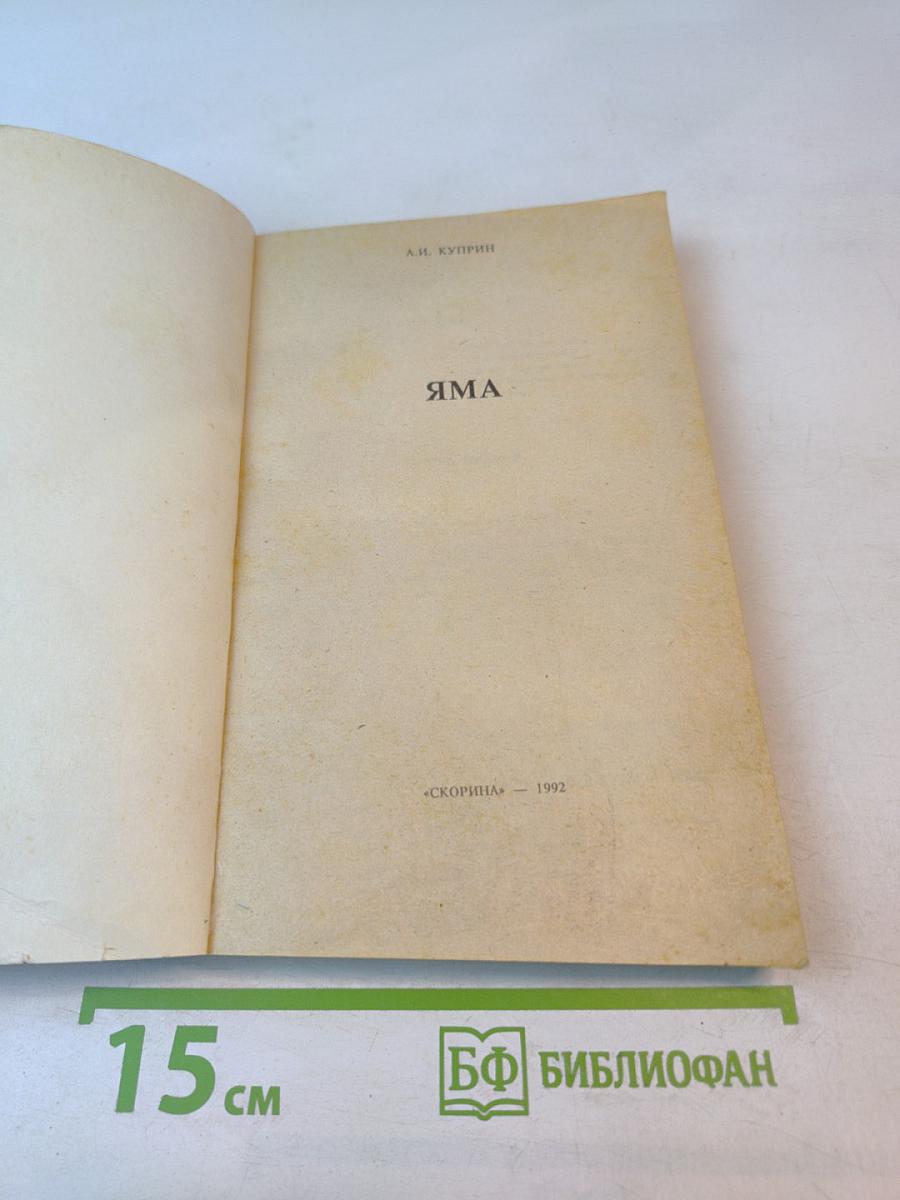 А.И. КУПРИН
ЯМА
«СКОРИНА» — 1992
15 см
БФ БИБЛИОФАН